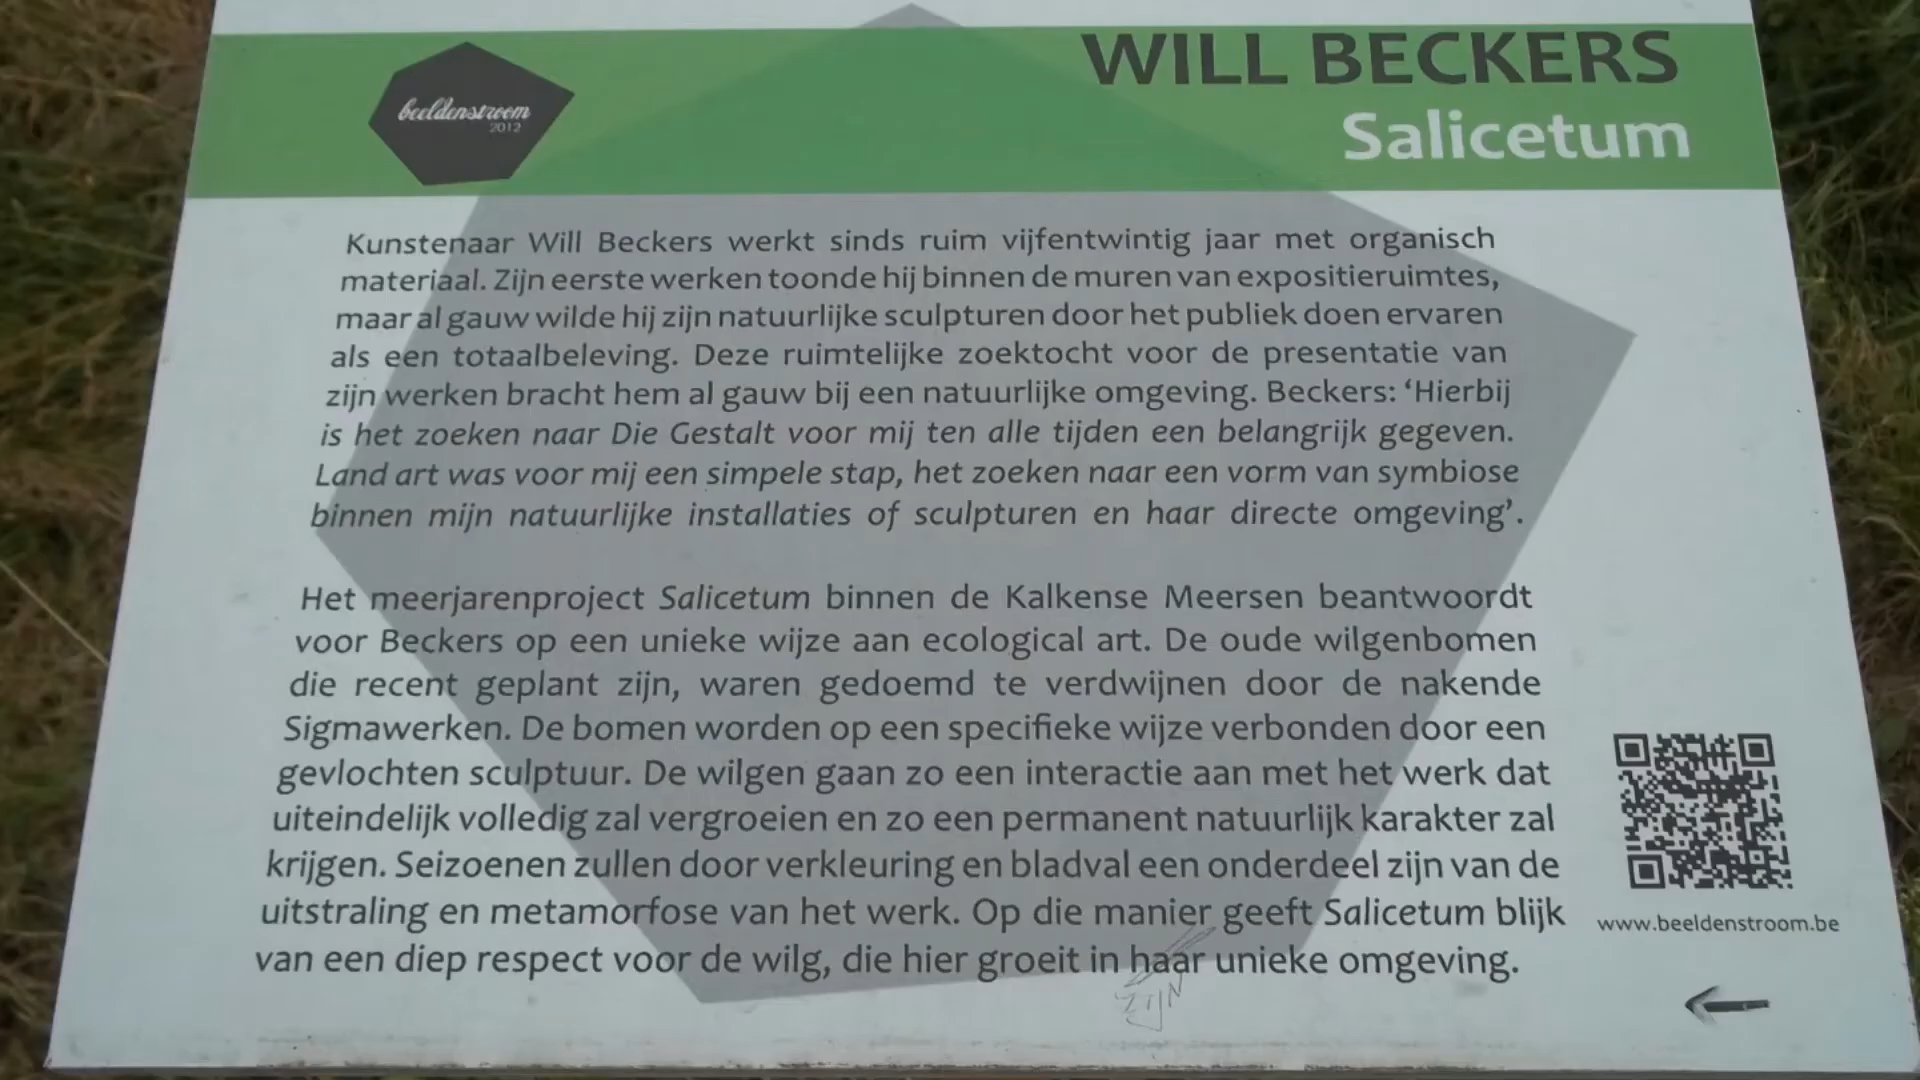 beeldenstroom
2012
WILL BECKERS
Salicetum
Kunstenaar Will Beckers werkt sinds ruim vijfentwintig jaar met organisch
materiaal. Zijn eerste werken toonde hij binnen de muren van expositieruimtes,
maar al gauw wilde hij zijn natuurlijke sculpturen door het publiek doen ervaren
als een totaalbeleving. Deze ruimtelijke zoektocht voor de presentatie van
zijn werken bracht hem al gauw bij een natuurlijke omgeving. Beckers: ‘Hierbij
is het zoeken naar Die Gestalt voor mij ten alle tijden een belangrijk gegeven.
Land art was voor mij een simpele stap, het zoeken naar een vorm van symbiose
binnen mijn natuurlijke installaties of sculpturen en haar directe omgeving’.
Het meerjarenproject Salicetum binnen de Kalkense Meersen beantwoordt
voor Beckers op een unieke wijze aan ecological art. De oude wilgenbomen
die recent geplant zijn, waren gedoemd te verdwijnen door de nakende
Sigmawerken. De bomen worden op een specifieke wijze verbonden door een
gevlochten sculptuur. De wilgen gaan zo een interactie aan met het werk dat
uiteindelijk volledig zal vergroeien en zo een permanent natuurlijk karakter zal
krijgen. Seizoenen zullen door verkleuring en bladval een onderdeel zijn van de
uitstraling en metamorfose van het werk. Op die manier geeft Salicetum blijk
van een diep respect voor de wilg, die hier groeit in haar unieke omgeving.
ZIJN
www.beeldenstroom.be